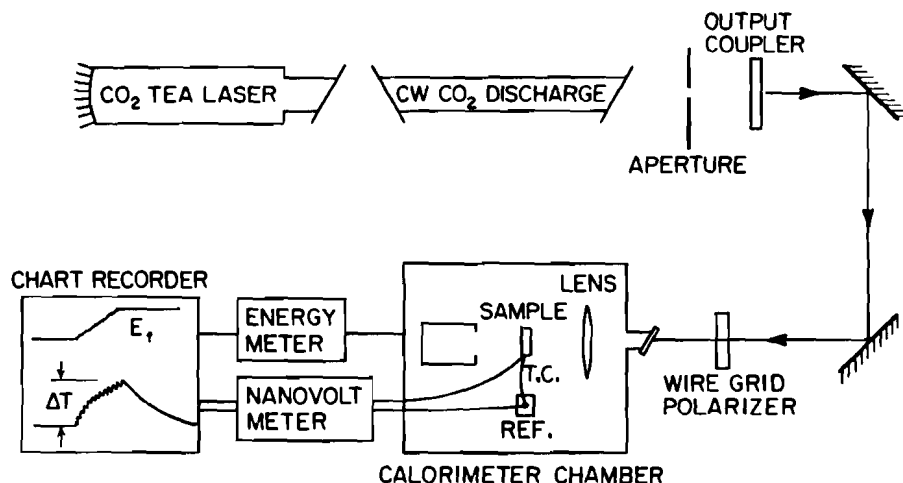 OUTPUT
COUPLER
CO₂ TEA LASER
CW CO₂ DISCHARGE
APERTURE
CHART RECORDER
LENS
SAMPLE
ENERGY
METER
E₁
T.C.
WIRE GRID
POLARIZER
ΔT
NANOVOLT
METER
REF.
CALORIMETER CHAMBER